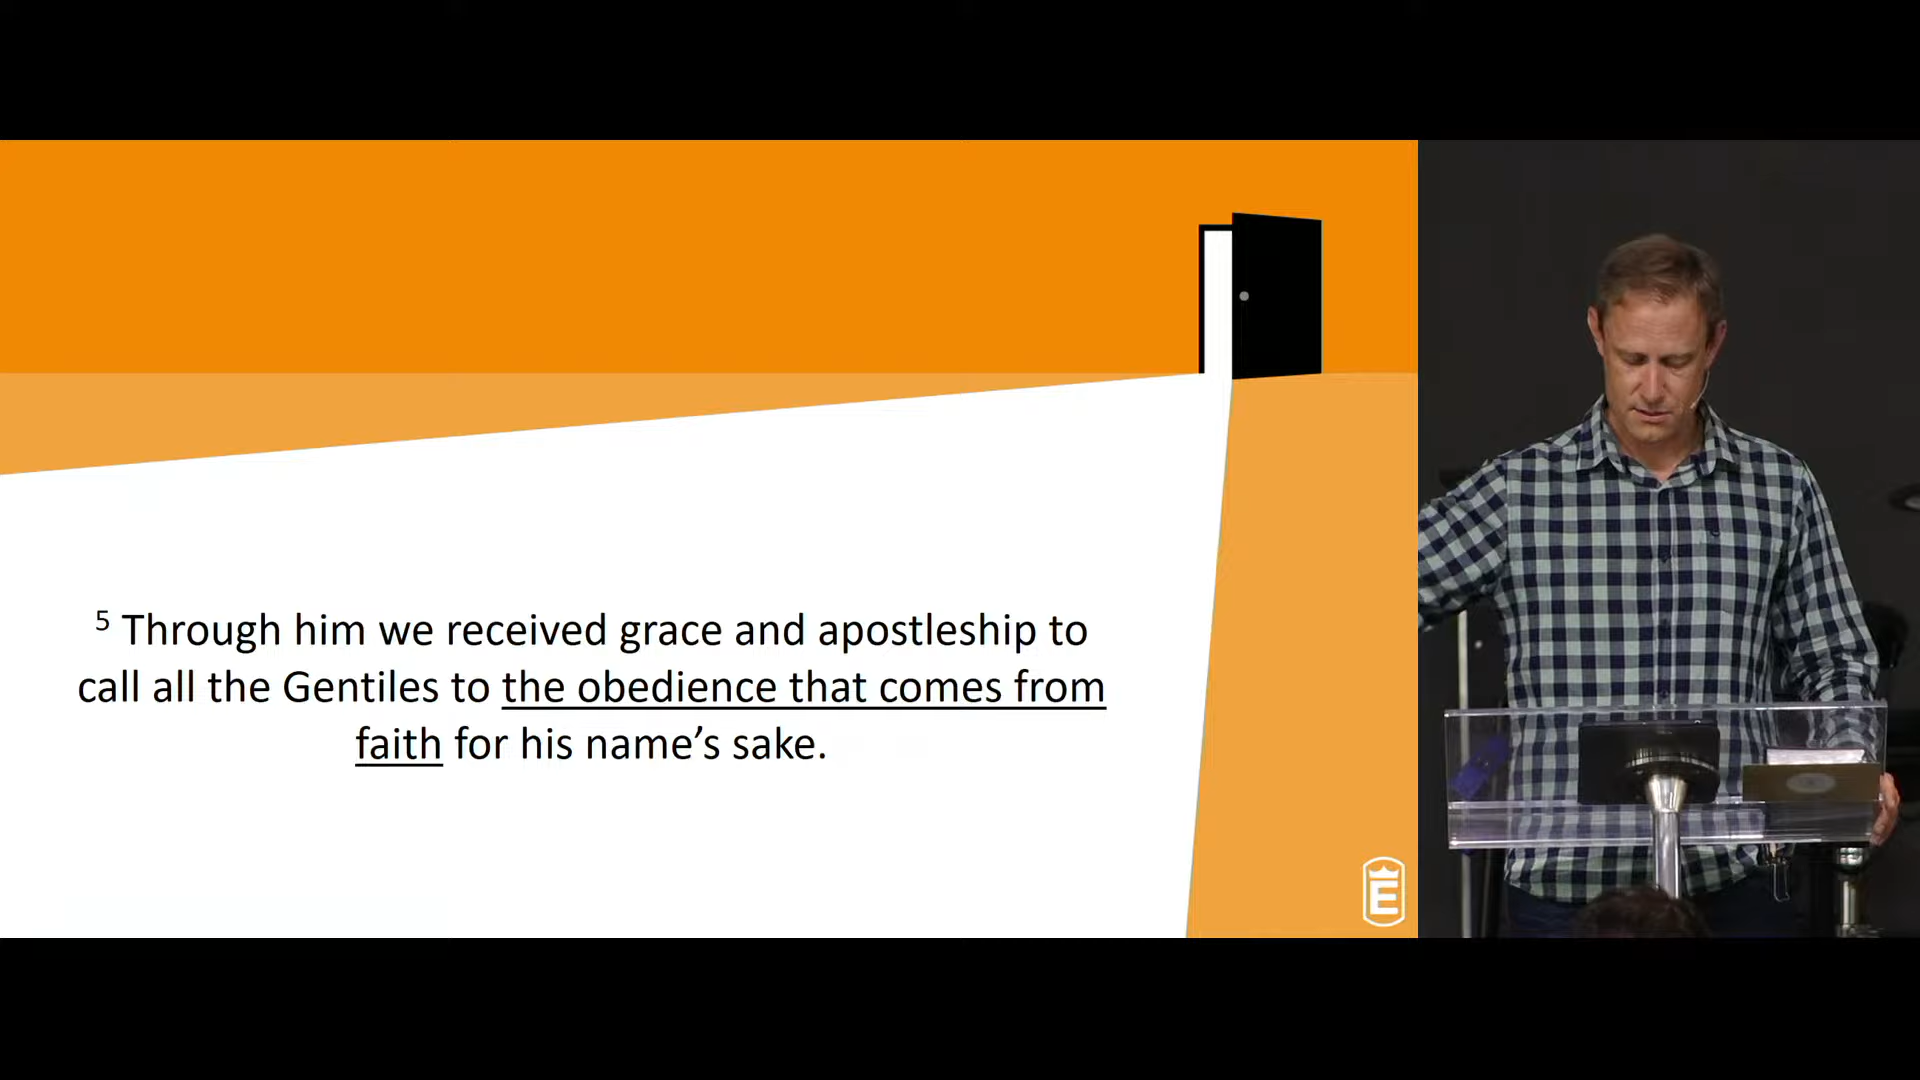 5 Through him we received grace and apostleship to
call all the Gentiles to the obedience that comes from
faith for his name’s sake.
E